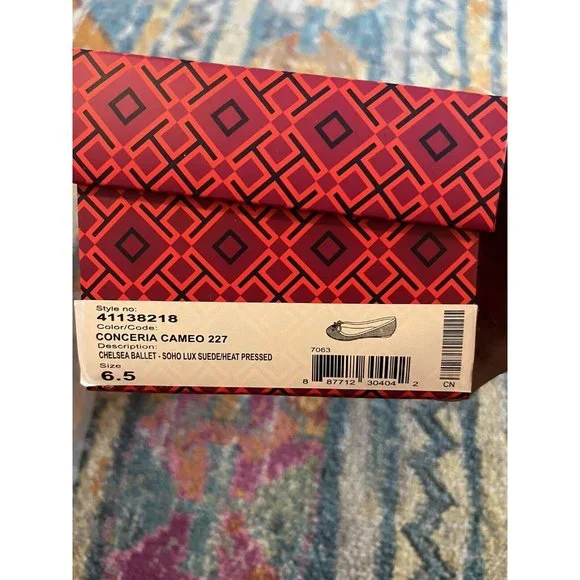 Style no:
41138218
Color/Code:
CONCERIA CAMEO 227
Description:
CHELSEA BALLET - SOHO LUX SUEDE/HEAT PRESSED
Size
6.5
7063
8 87712 30404 2 CN